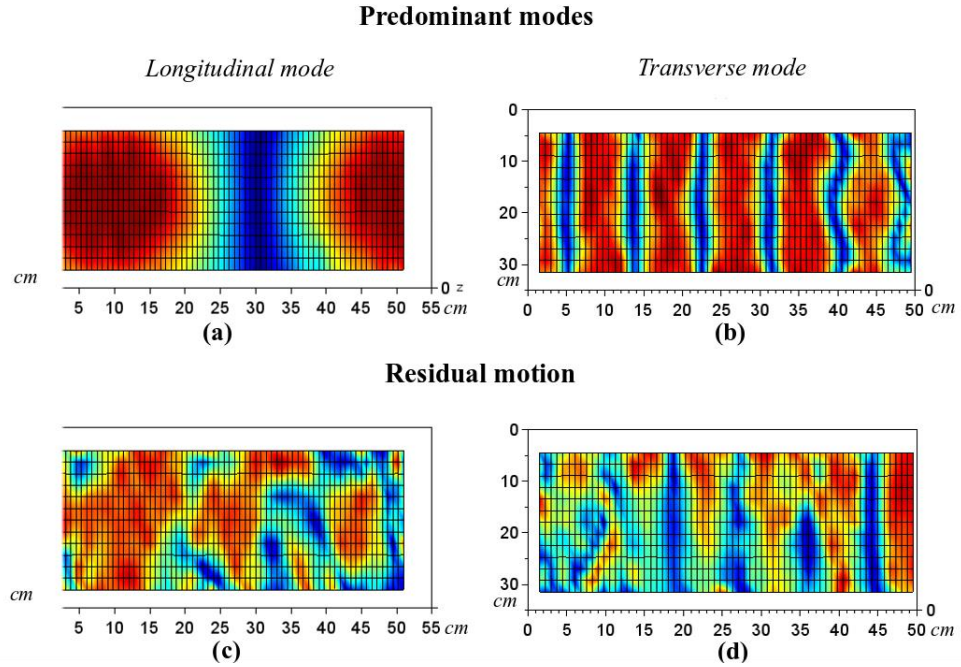 Predominant modes
Longitudinal mode
Transverse mode
0
10
20
30
cm
cm
0 z
5 10 15 20 25 30 35 40 45 50 55 cm
0
0 5 10 15 20 25 30 35 40 45 50 cm
(a)
(b)
Residual motion
0
10
20
30
cm
cm
0
5 10 15 20 25 30 35 40 45 50 55 cm
0 5 10 15 20 25 30 35 40 45 50 cm
(c)
(d)